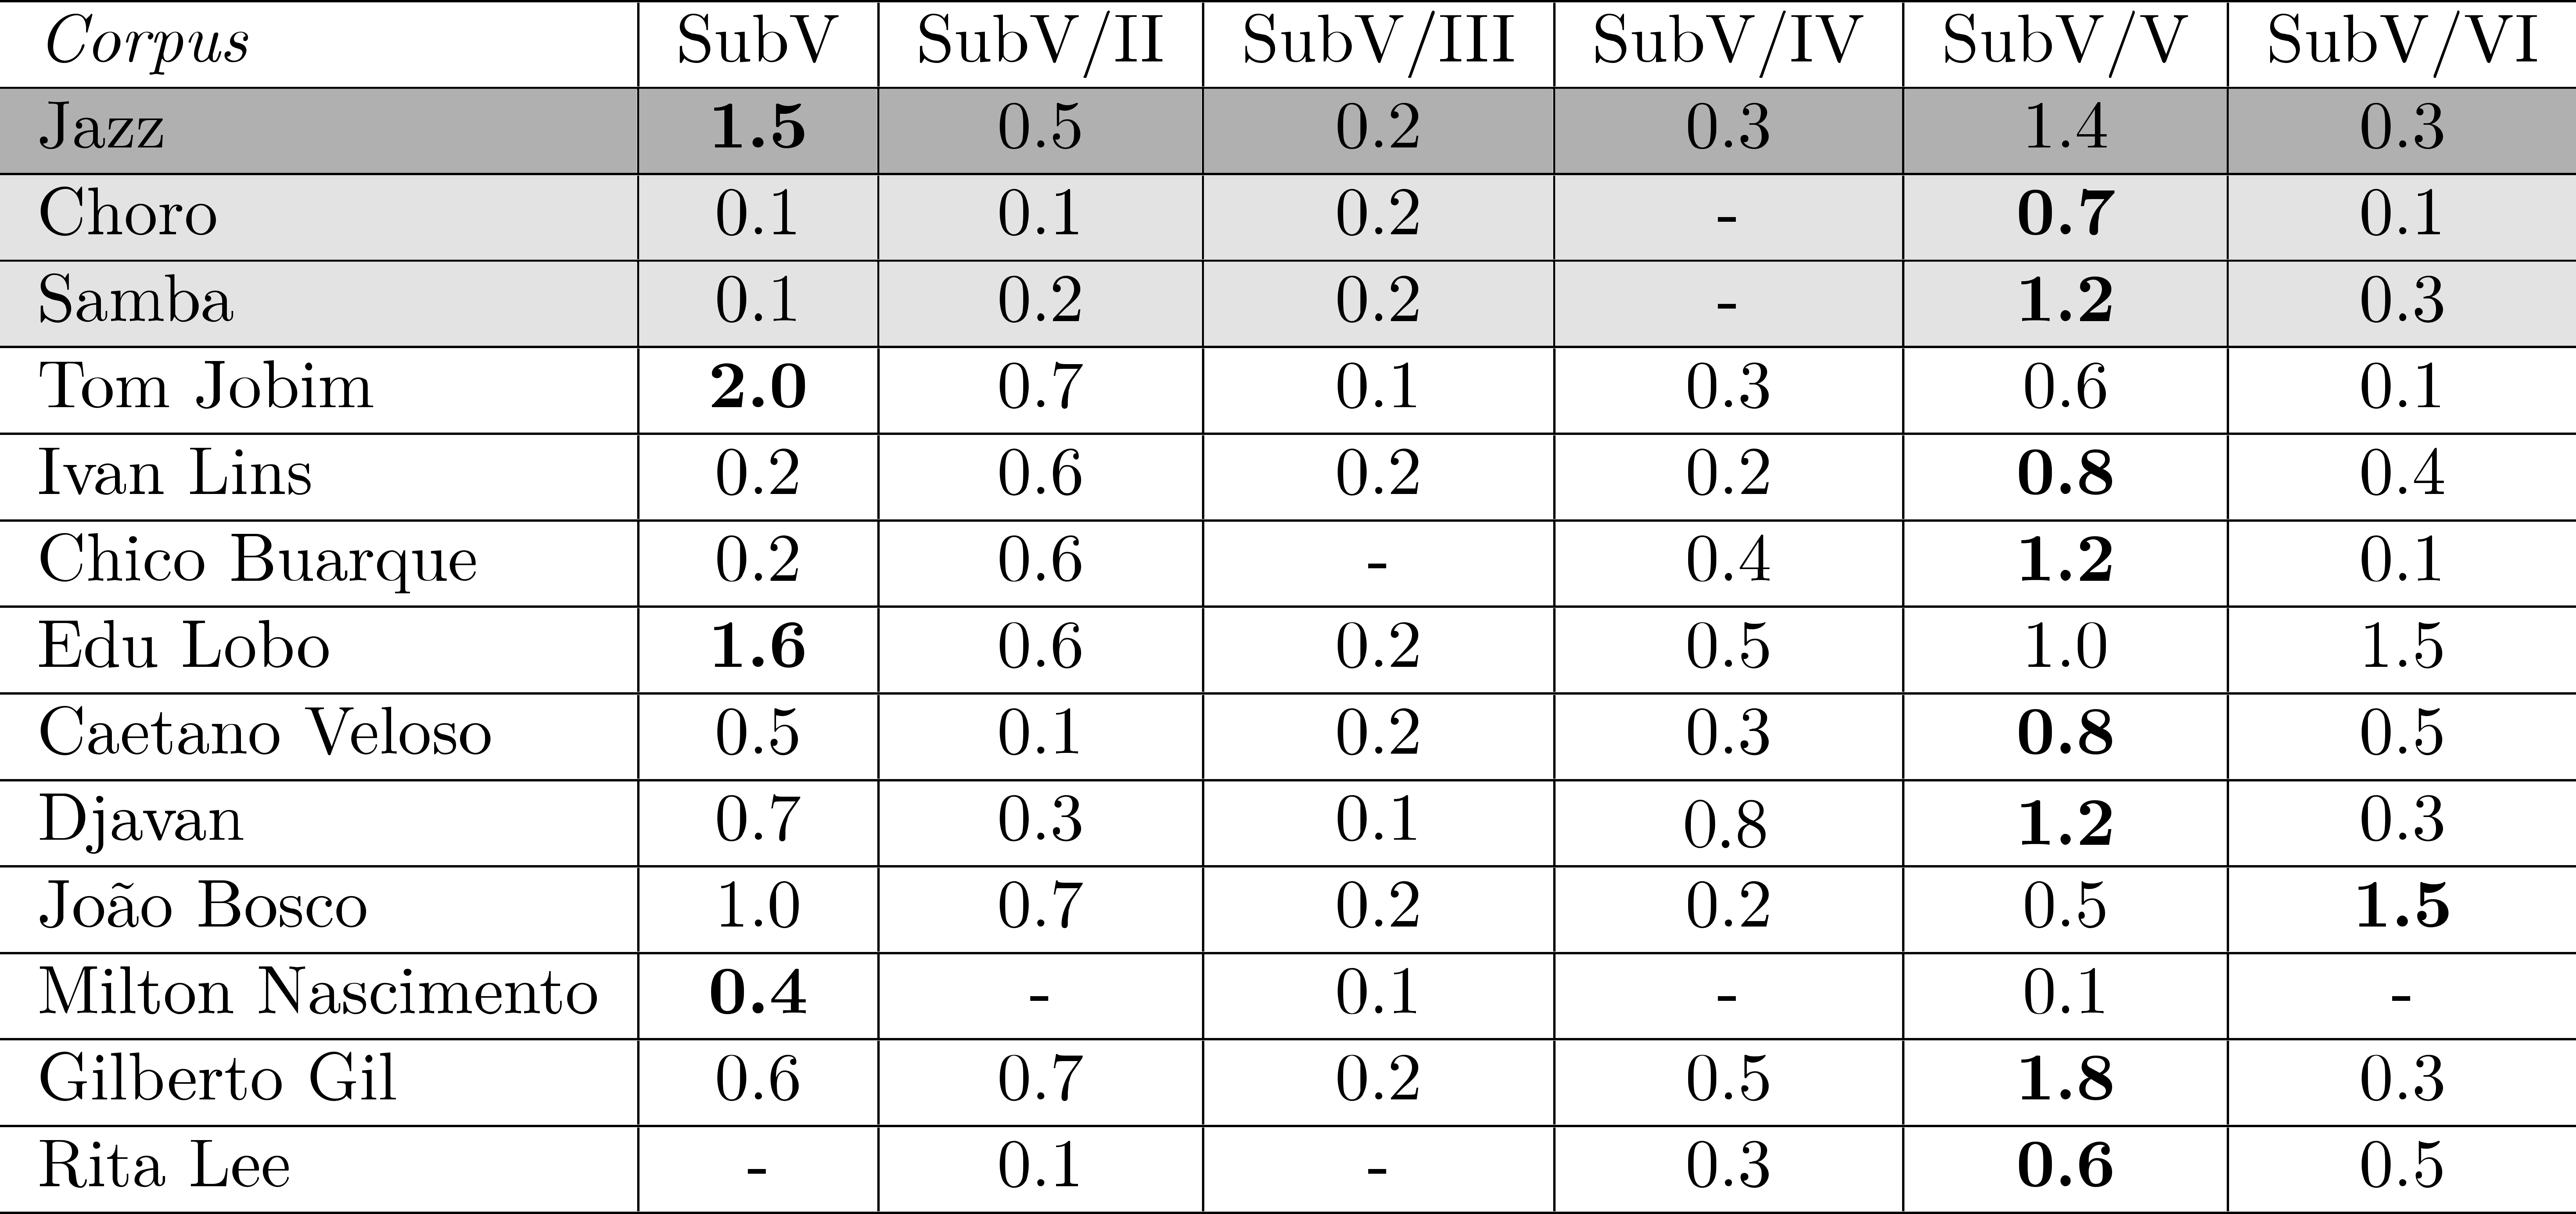 Corpus SubV SubV/II SubV/III SubV/IV SubV/V SubV/VI
Jazz 1.5 0.5 0.2 0.3 1.4 0.3
Choro 0.1 0.1 0.2 - 0.7 0.1
Samba 0.1 0.2 0.2 - 1.2 0.3
Tom Jobim 2.0 0.7 0.1 0.3 0.6 0.1
Ivan Lins 0.2 0.6 0.2 0.2 0.8 0.4
Chico Buarque 0.2 0.6 - 0.4 1.2 0.1
Edu Lobo 1.6 0.6 0.2 0.5 1.0 1.5
Caetano Veloso 0.5 0.1 0.2 0.3 0.8 0.5
Djavan 0.7 0.3 0.1 0.8 1.2 0.3
João Bosco 1.0 0.7 0.2 0.2 0.5 1.5
Milton Nascimento 0.4 - 0.1 - 0.1 -
Gilberto Gil 0.6 0.7 0.2 0.5 1.8 0.3
Rita Lee - 0.1 - 0.3 0.6 0.5